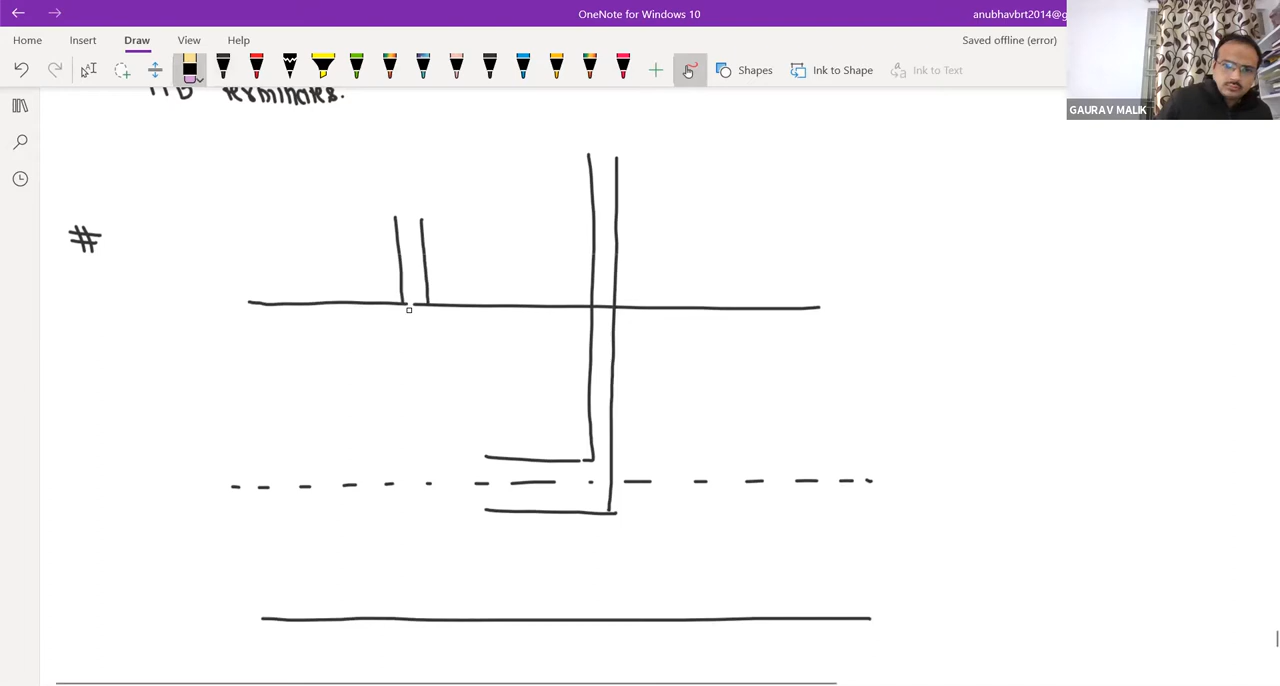 OneNote for Windows 10
anubhavbrt2014@g
Home Insert Draw View Help
Saved offline (error)
Shapes Ink to Shape Ink to Text
GAURAV MALIK
terminates.
#